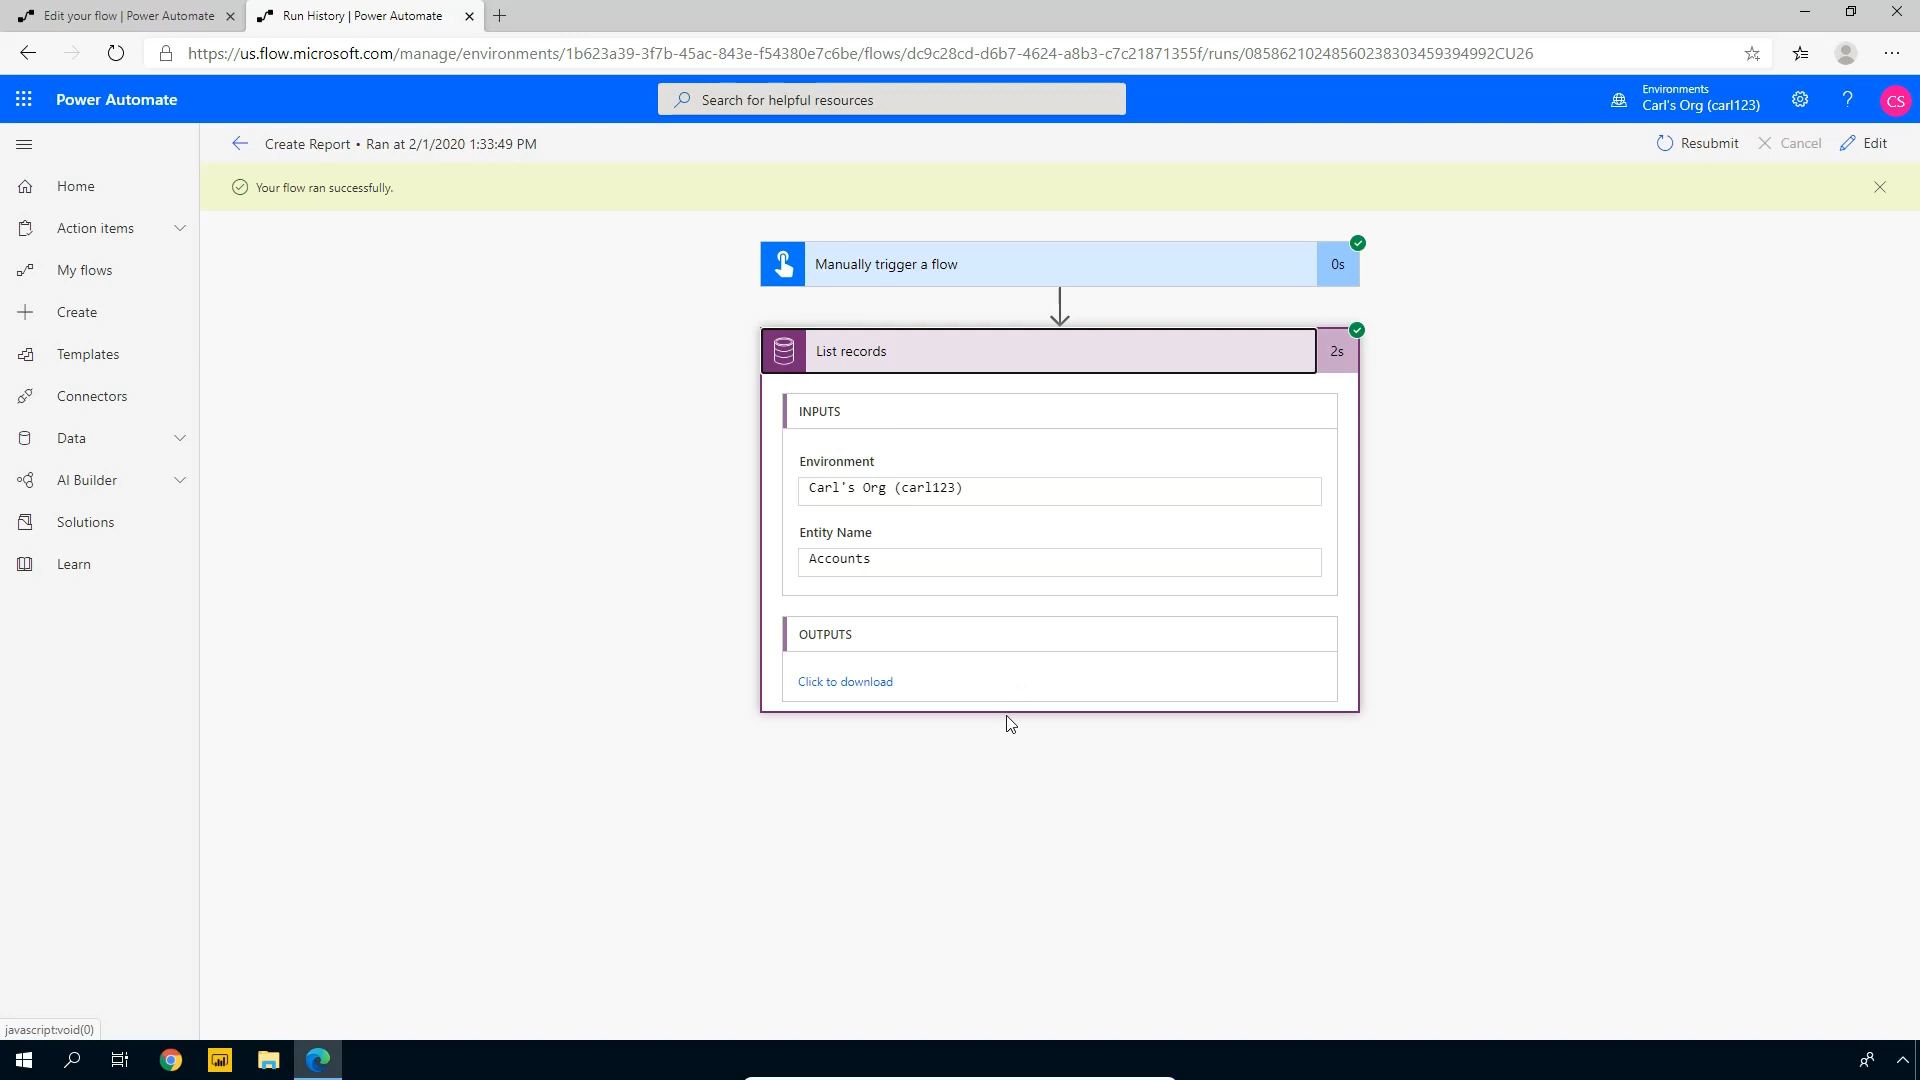 Edit your flow | Power Automate
Run History | Power Automate
https://us.flow.microsoft.com/manage/environments/1b623a39-3f7b-45ac-843e-f54380e7c6be/flows/dc9c28cd-d6b7-4624-a8b3-c7c21871355f/runs/08586210248560238303459394992CU26
Power Automate
Search for helpful resources
Environments
Carl's Org (carl123)
?
CS
Create Report • Ran at 2/1/2020 1:33:49 PM
Resubmit
Cancel
Edit
Your flow ran successfully.
Home
Action items
My flows
Create
Templates
Connectors
Data
AI Builder
Solutions
Learn
Manually trigger a flow
0s
List records
2s
INPUTS
Environment
Carl's Org (carl123)
Entity Name
Accounts
OUTPUTS
Click to download
javascript:void(0)